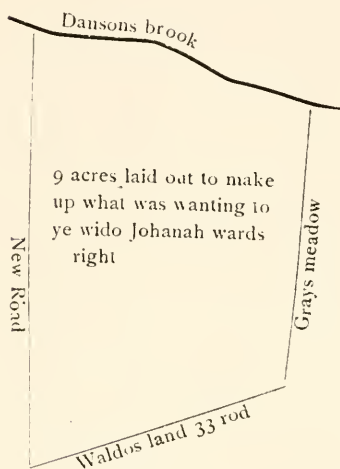 Dansons brook
9 acres laid out to make
up what was wanting to
ye wido Johanah wards
right
New Road
Grays meadow
Waldos land 33 rod